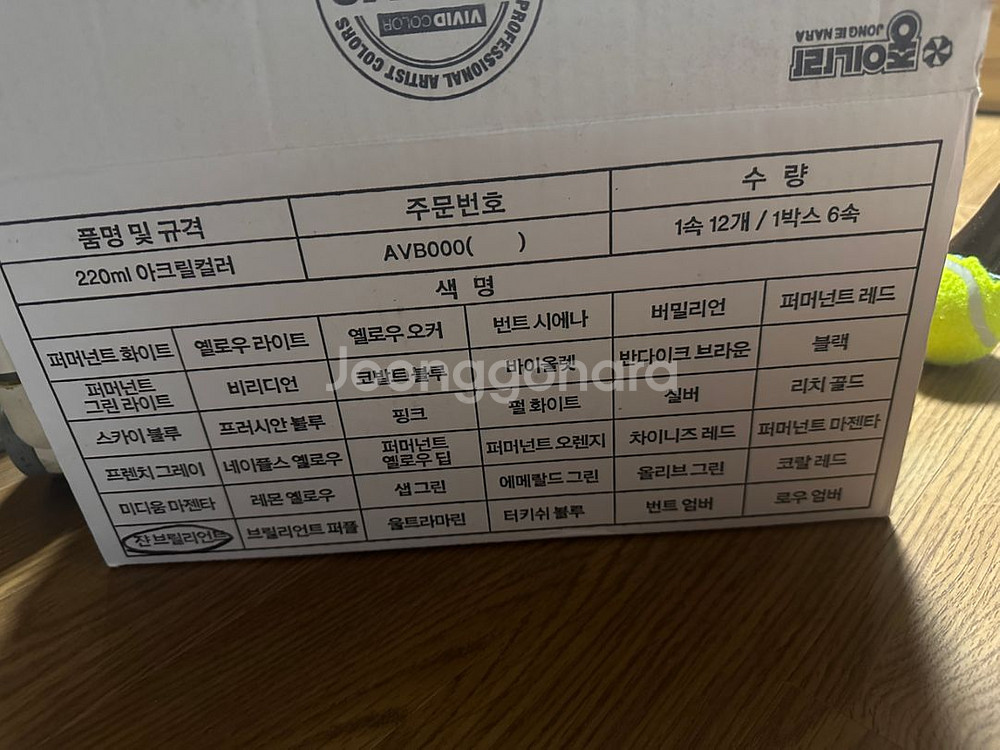 PROFESSIONAL ARTIST COLORS
VIVID COLOR
종이나라
JONG IE NARA
품명 및 규격 주문번호 수 량
220ml 아크릴컬러 AVB000( ) 1속 12개 / 1박스 6속
색 명
퍼머넌트 화이트 옐로우 라이트 옐로우 오커 번트 시에나 버밀리언 퍼머넌트 레드
퍼머넌트 그린 라이트 비리디언 코발트 블루 바이올렛 반다이크 브라운 블랙
스카이 블루 프러시안 블루 핑크 펄 화이트 실버 리치 골드
프렌치 그레이 네이플스 옐로우 퍼머넌트 옐로우 딥 퍼머넌트 오렌지 차이니즈 레드 퍼머넌트 마젠타
미디움 마젠타 레몬 옐로우 샙 그린 에메랄드 그린 올리브 그린 코랄 레드
쟌 브릴리언트 브릴리언트 퍼플 울트라마린 터키쉬 블루 번트 엄버 로우 엄버
Joonggonara